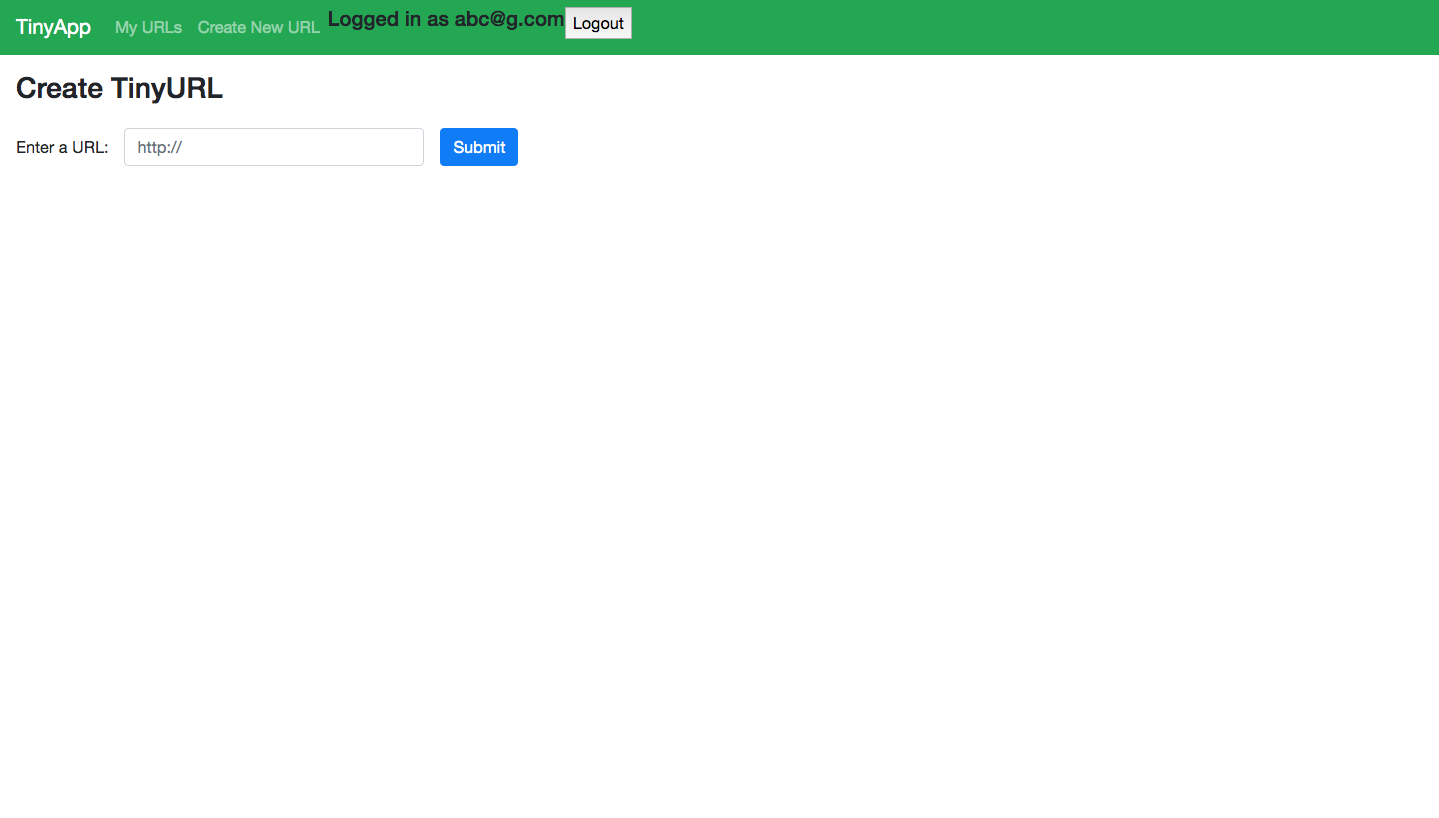 TinyApp My URLs Create New URL Logged in as abc@g.com Logout
Create TinyURL
Enter a URL: http:// Submit